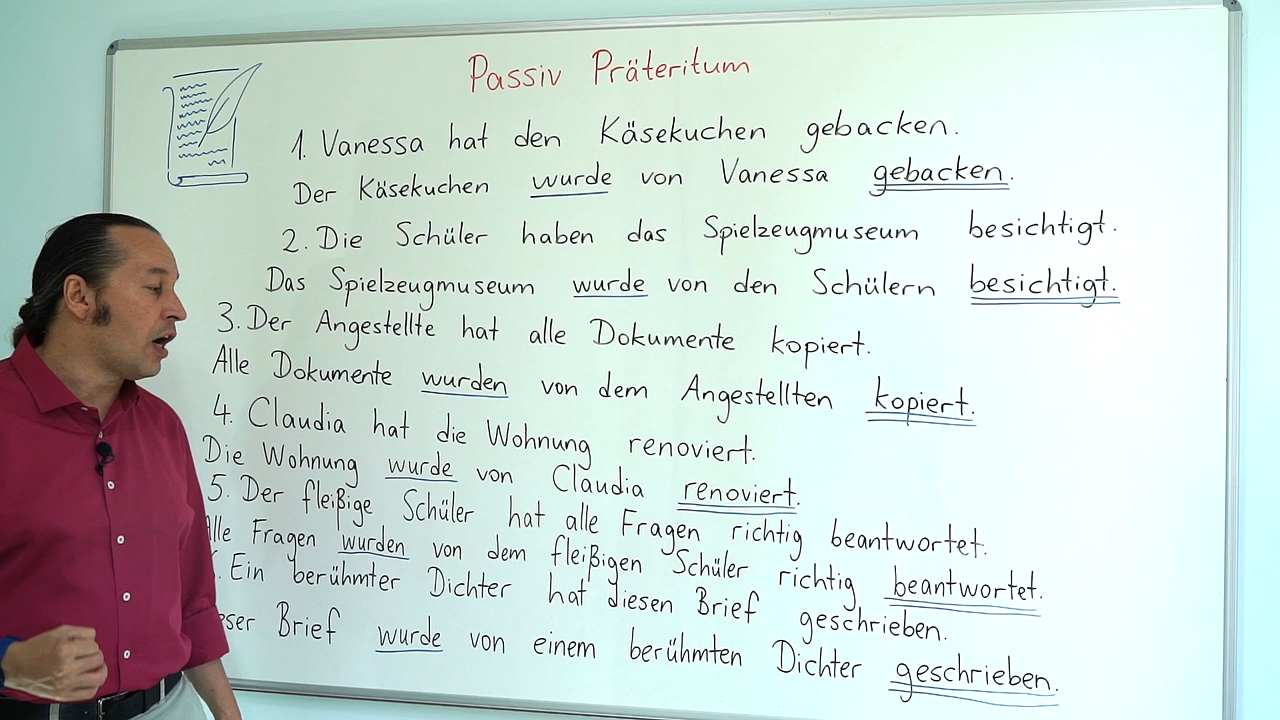 Passiv Präteritum
1. Vanessa hat den Käsekuchen gebacken.
Der Käsekuchen wurde von Vanessa gebacken.
2. Die Schüler haben das Spielzeugmuseum besichtigt.
Das Spielzeugmuseum wurde von den Schülern besichtigt.
3. Der Angestellte hat alle Dokumente kopiert.
Alle Dokumente wurden von dem Angestellten kopiert.
4. Claudia hat die Wohnung renoviert.
Die Wohnung wurde von Claudia renoviert.
5. Der fleißige Schüler hat alle Fragen richtig beantwortet.
Alle Fragen wurden von dem fleißigen Schüler richtig beantwortet.
Ein berühmter Dichter hat diesen Brief geschrieben.
Brief wurde von einem berühmten Dichter geschrieben.